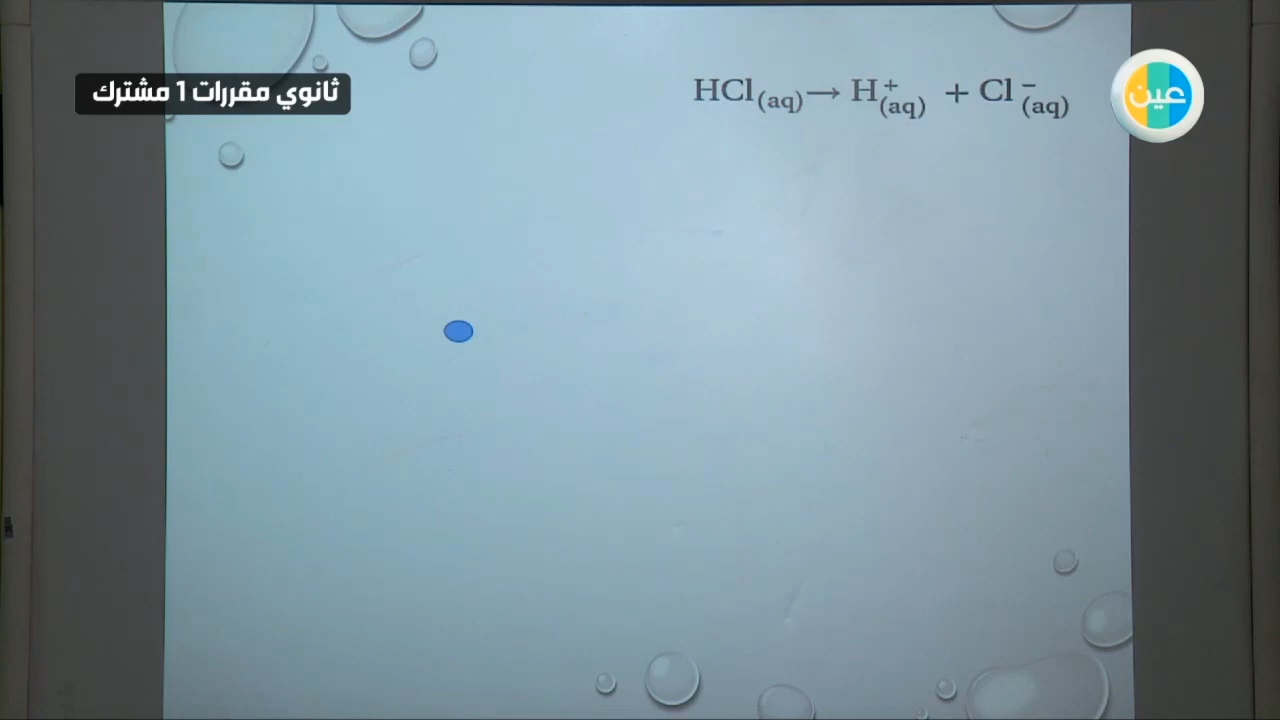 ثانوي مقررات 1 مشترك
HCl(aq) → H⁺(aq) + Cl⁻(aq)
عين